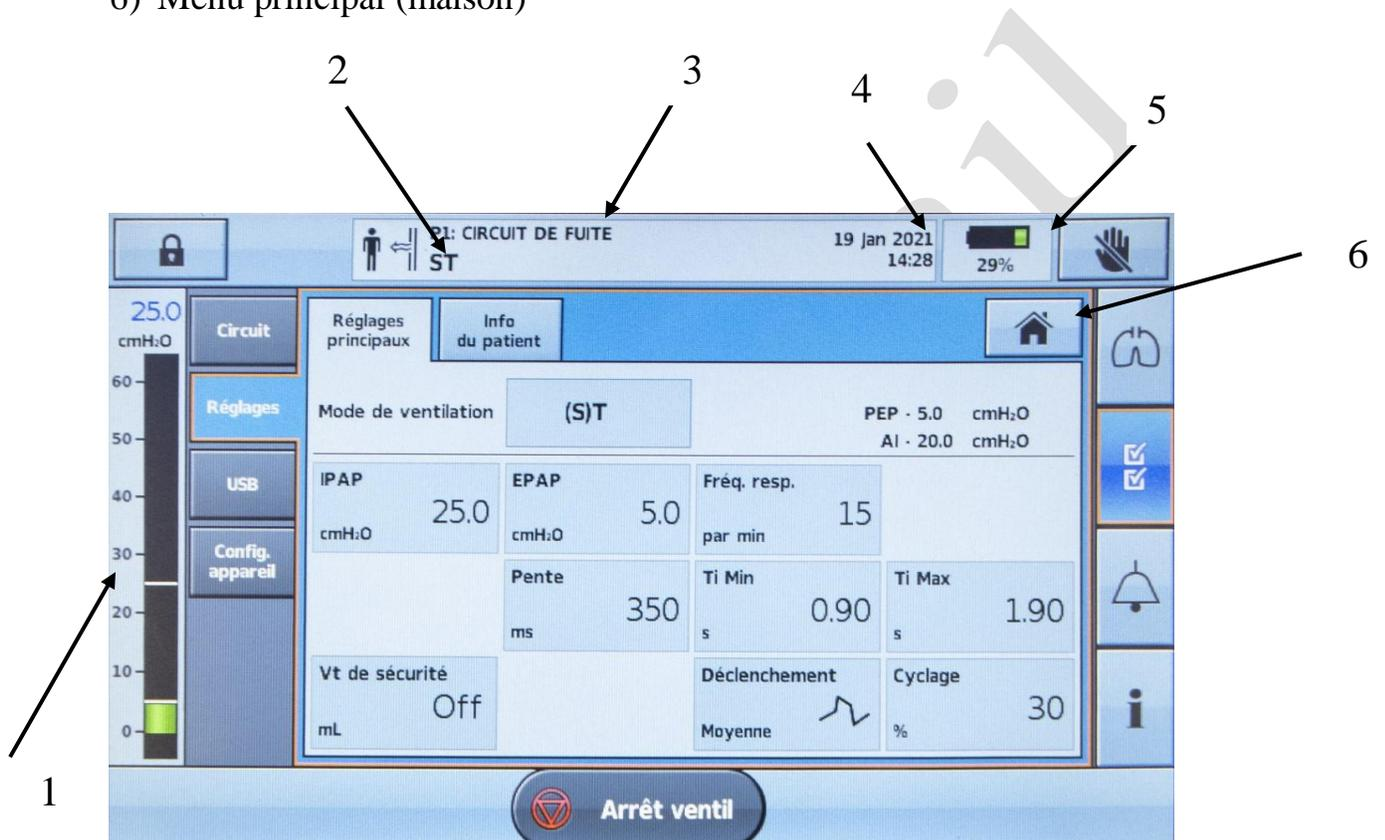 6) Menu principal (maison)
2
3
4
5
P1: CIRCUIT DE FUITE
ST
19 Jan 2021
14:28
29%
6
25.0
cmH₂O
60
50
40
30
20
10
0
1
Circuit
Réglages
USB
Config.
appareil
Réglages
principaux
Info
du patient
Mode de ventilation
(S)T
PEP · 5.0 cmH₂O
AI · 20.0 cmH₂O
IPAP
25.0
cmH₂O
EPAP
5.0
cmH₂O
Fréq. resp.
15
par min
Pente
350
ms
Ti Min
0.90
s
Ti Max
1.90
s
Vt de sécurité
Off
mL
Déclenchement
Moyenne
Cyclage
30
%
Arrêt ventil